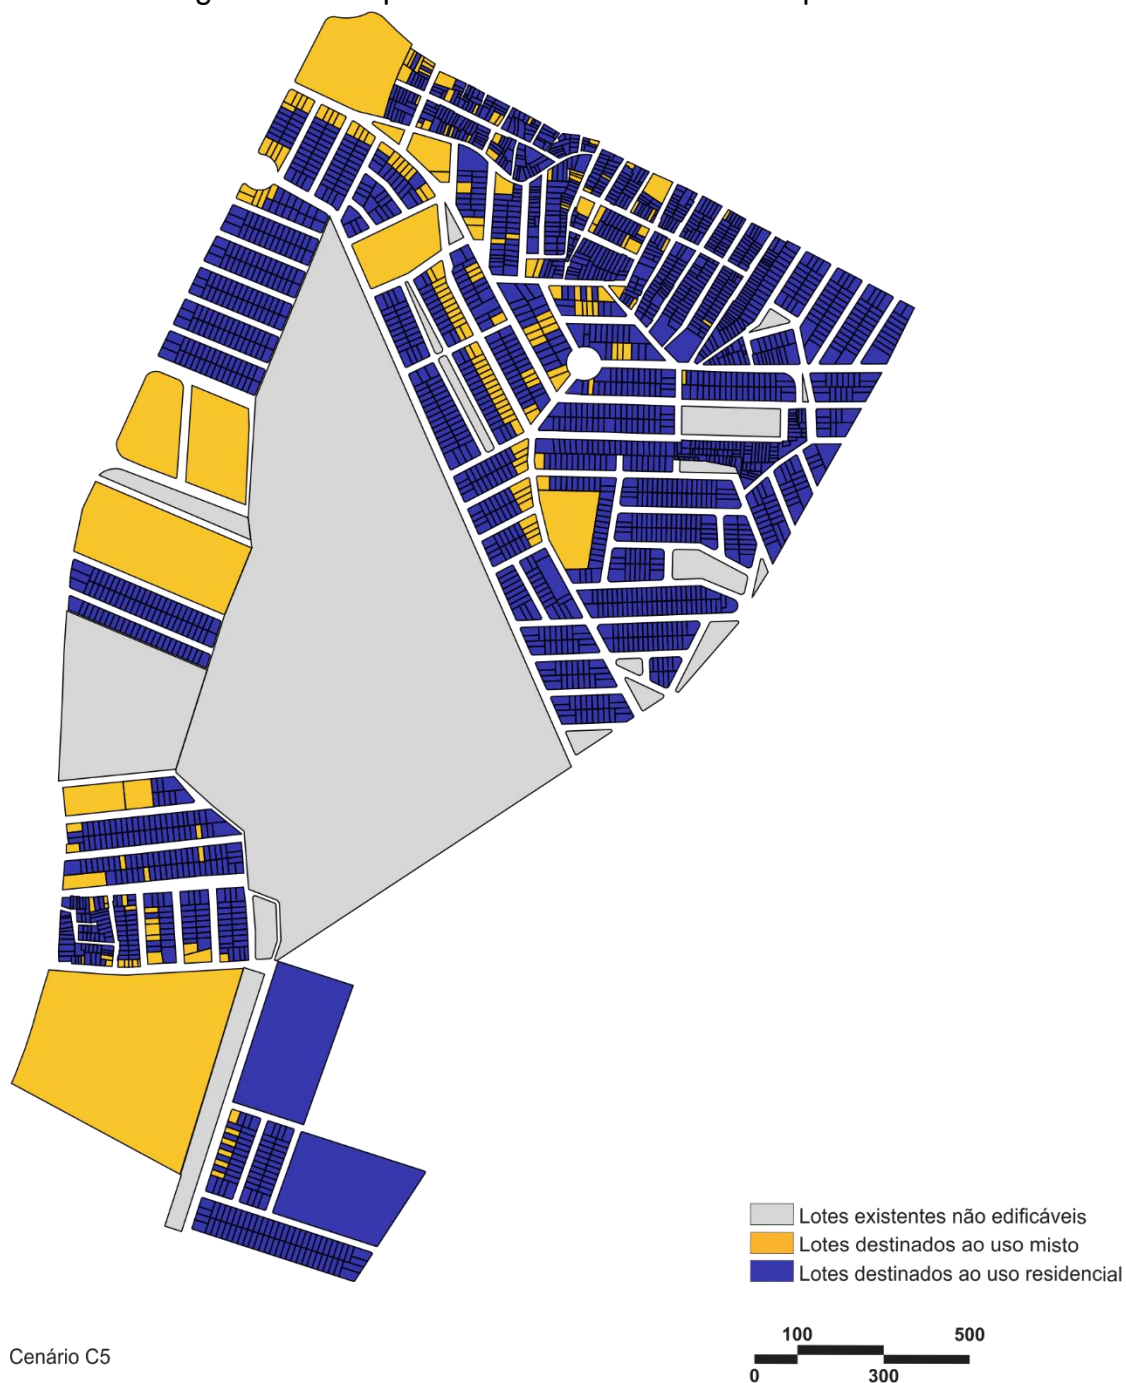 Lotes existentes não edificáveis
Lotes destinados ao uso misto
Lotes destinados ao uso residencial
Cenário C5
100 500
0 300